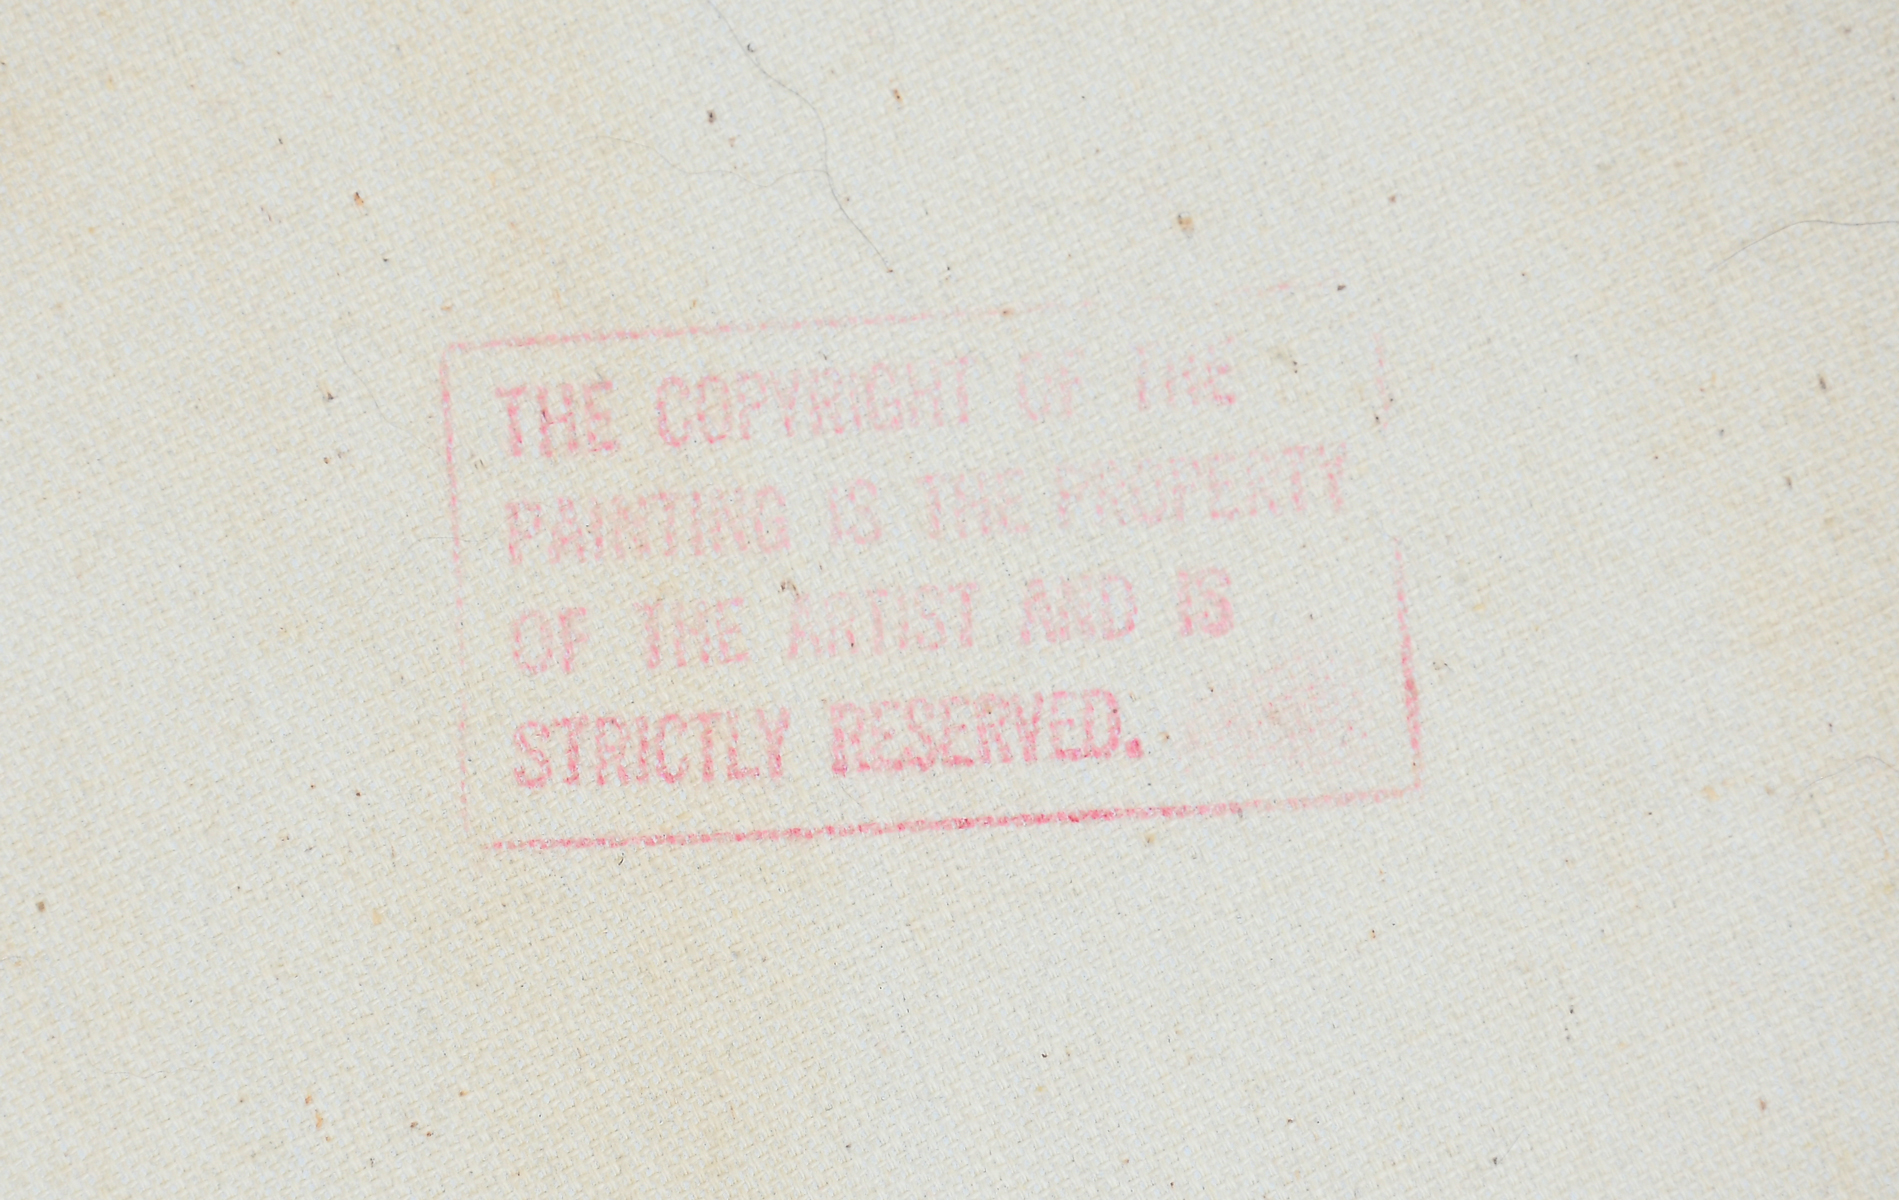 THE COPYRIGHT OF THE
PAINTING IS THE PROPERTY
OF THE ARTIST AND IS
STRICTLY RESERVED.